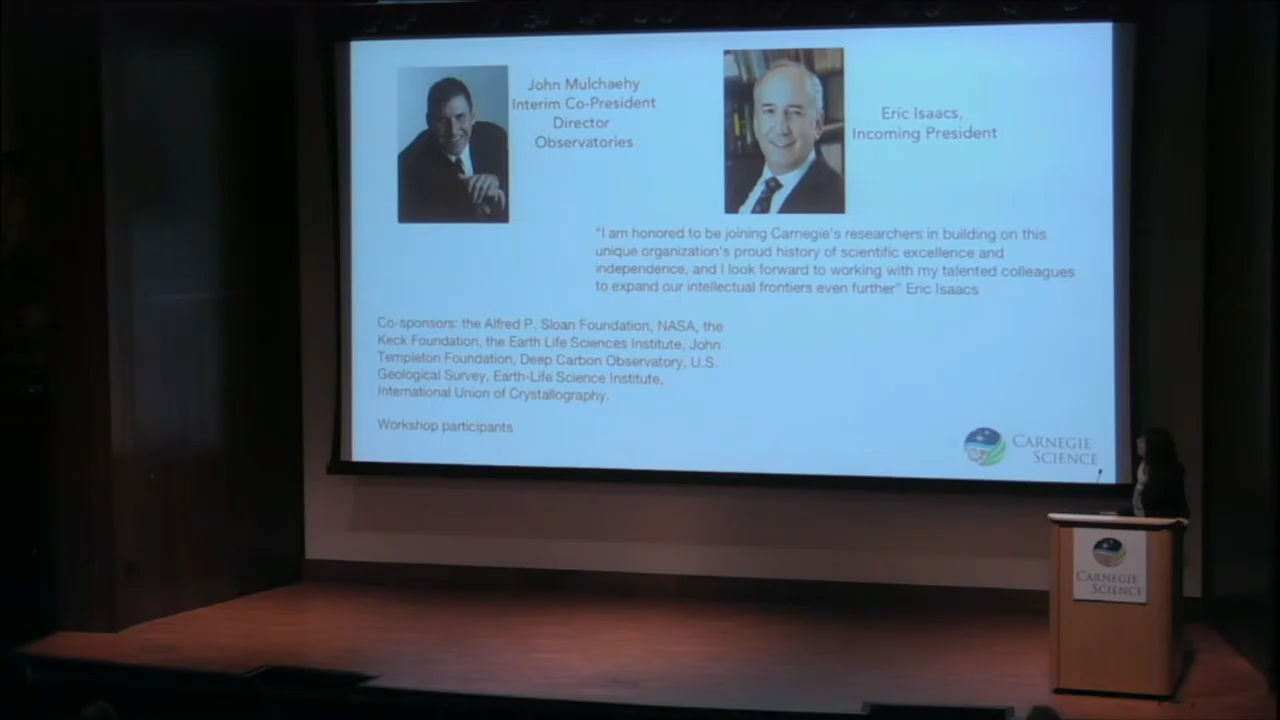 John Mulchaehy
Interim Co-President
Director
Observatories
Eric Isaacs,
Incoming President
"I am honored to be joining Carnegie's researchers in building on this
unique organization's proud history of scientific excellence and
independence, and I look forward to working with my talented colleagues
to expand our intellectual frontiers even further" Eric Isaacs
Co-sponsors: the Alfred P. Sloan Foundation, NASA, the
Keck Foundation, the Earth Life Sciences Institute, John
Templeton Foundation, Deep Carbon Observatory, U.S.
Geological Survey, Earth-Life Science Institute,
International Union of Crystallography.
Workshop participants
CARNEGIE
SCIENCE
CARNEGIE
SCIENCE